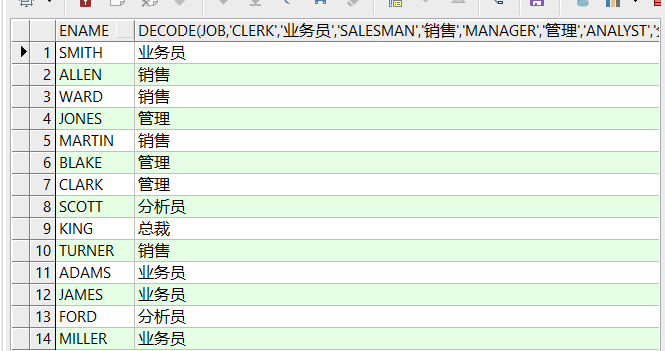 ENAME DECODE(JOB,'CLERK','业务员','SALESMAN','销售','MANAGER','管理','ANALYST','
1 SMITH 业务员
2 ALLEN 销售
3 WARD 销售
4 JONES 管理
5 MARTIN 销售
6 BLAKE 管理
7 CLARK 管理
8 SCOTT 分析员
9 KING 总裁
10 TURNER 销售
11 ADAMS 业务员
12 JAMES 业务员
13 FORD 分析员
14 MILLER 业务员